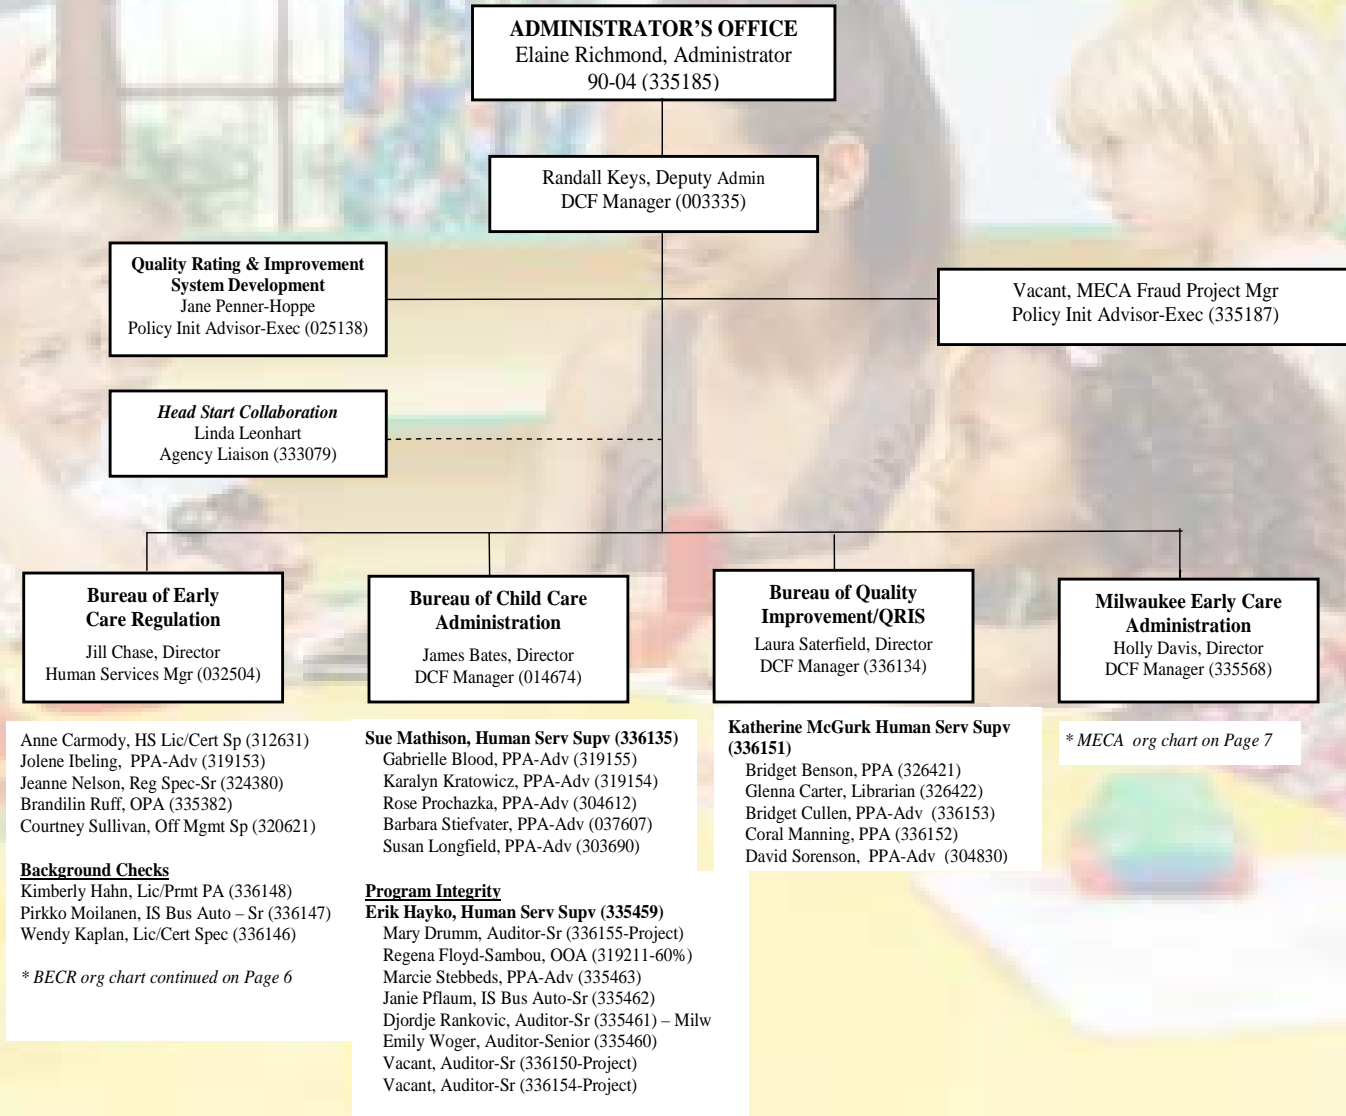 ADMINISTRATOR'S OFFICE
Elaine Richmond, Administrator
90-04 (335185)
Randall Keys, Deputy Admin
DCF Manager (003335)
Quality Rating & Improvement
System Development
Jane Penner-Hoppe
Policy Init Advisor-Exec (025138)
Vacant, MECA Fraud Project Mgr
Policy Init Advisor-Exec (335187)
Head Start Collaboration
Linda Leonhart
Agency Liaison (333079)
Bureau of Early
Care Regulation
Jill Chase, Director
Human Services Mgr (032504)
Bureau of Child Care
Administration
James Bates, Director
DCF Manager (014674)
Bureau of Quality
Improvement/QRIS
Laura Saterfield, Director
DCF Manager (336134)
Milwaukee Early Care
Administration
Holly Davis, Director
DCF Manager (335568)
Anne Carmody, HS Lic/Cert Sp (312631)
Jolene Ibeling,  PPA-Adv (319153)
Jeanne Nelson, Reg Spec-Sr (324380)
Brandilin Ruff, OPA (335382)
Courtney Sullivan, Off Mgmt Sp (320621)
Background Checks
Kimberly Hahn, Lic/Prmt PA (336148)
Pirkko Moilanen, IS Bus Auto – Sr (336147)
Wendy Kaplan, Lic/Cert Spec (336146)
* BECR org chart continued on Page 6
Sue Mathison, Human Serv Supv (336135)
Gabrielle Blood, PPA-Adv (319155)
Karalyn Kratowicz, PPA-Adv (319154)
Rose Prochazka, PPA-Adv (304612)
Barbara Stiefvater, PPA-Adv (037607)
Susan Longfield, PPA-Adv (303690)
Program Integrity
Erik Hayko, Human Serv Supv (335459)
Mary Drumm, Auditor-Sr (336155-Project)
Regena Floyd-Sambou, OOA (319211-60%)
Marcie Stebbeds, PPA-Adv (335463)
Janie Pflaum, IS Bus Auto-Sr (335462)
Djordje Rankovic, Auditor-Sr (335461) – Milw
Emily Woger, Auditor-Senior (335460)
Vacant, Auditor-Sr (336150-Project)
Vacant, Auditor-Sr (336154-Project)
Katherine McGurk Human Serv Supv
(336151)
Bridget Benson, PPA (326421)
Glenna Carter, Librarian (326422)
Bridget Cullen, PPA-Adv  (336153)
Coral Manning, PPA (336152)
David Sorenson,  PPA-Adv  (304830)
* MECA  org chart on Page 7